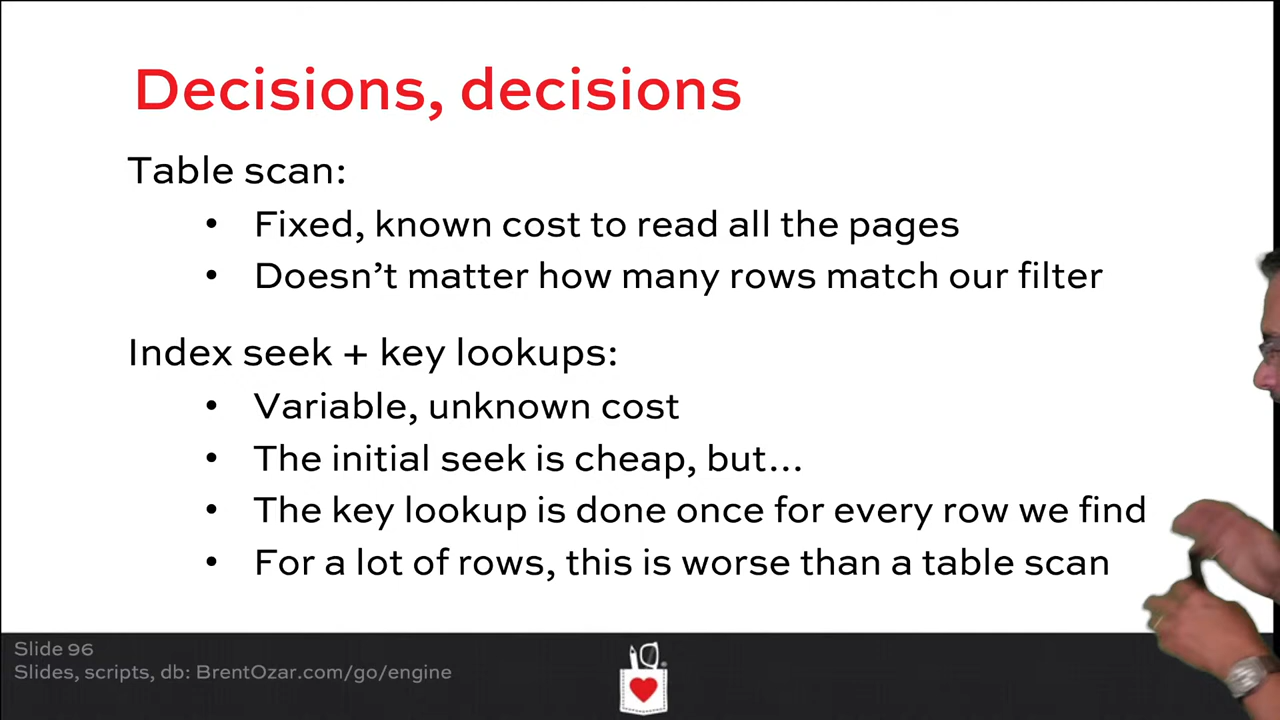 Decisions, decisions
Table scan:
• Fixed, known cost to read all the pages
• Doesn’t matter how many rows match our filter
Index seek + key lookups:
• Variable, unknown cost
• The initial seek is cheap, but…
• The key lookup is done once for every row we find
• For a lot of rows, this is worse than a table scan
Slide 96
Slides, scripts, db: BrentOzar.com/go/engine